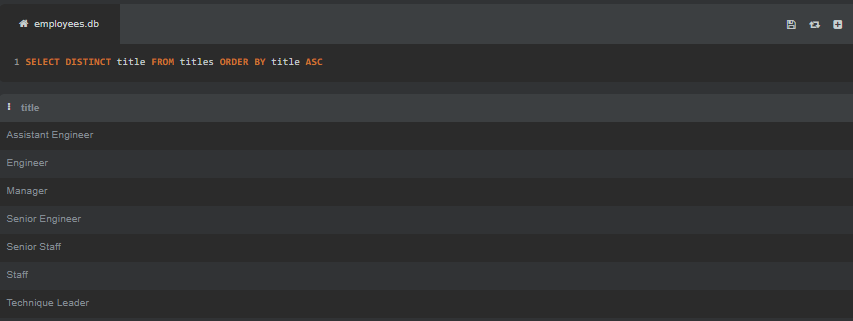 employees.db
1 SELECT DISTINCT title FROM titles ORDER BY title ASC
title
Assistant Engineer
Engineer
Manager
Senior Engineer
Senior Staff
Staff
Technique Leader